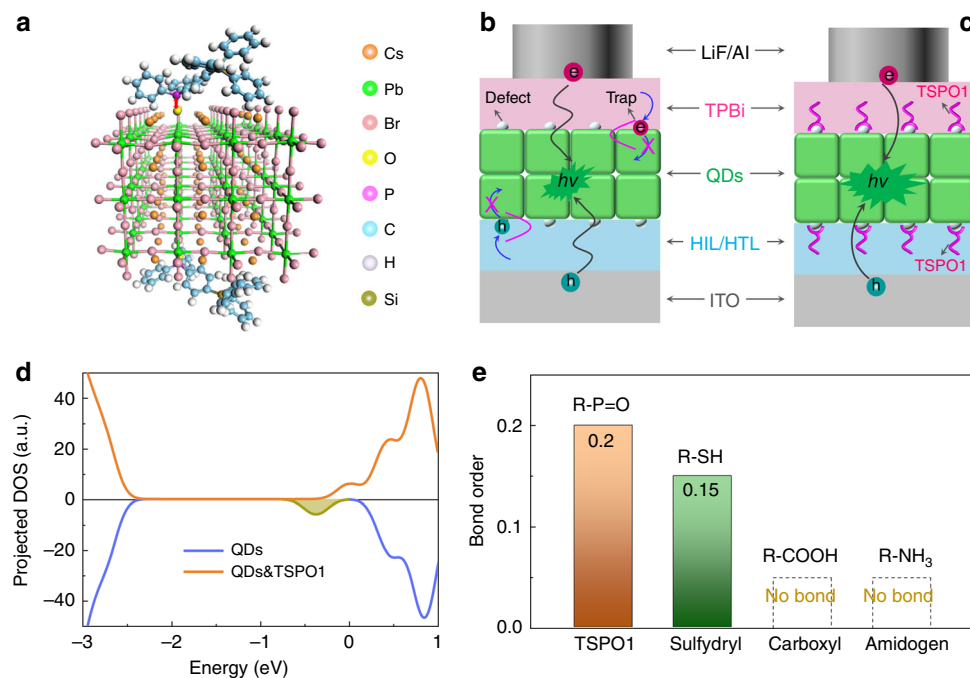 a
Cs
Pb
Br
O
P
C
H
Si
b
c
e
Defect
Trap
e
X
hv
X
h
h
LiF/Al
TPBi
QDs
HIL/HTL
ITO
e
TSPO1
hv
TSPO1
h
d
Projected DOS (a.u.)
40
20
0
−20
−40
QDs
QDs&TSPO1
−3
−2
−1
0
1
Energy (eV)
e
Bond order
0.2
0.1
0.0
R-P=O
0.2
R-SH
0.15
R-COOH
No bond
R-NH3
No bond
TSPO1
Sulfydryl
Carboxyl
Amidogen